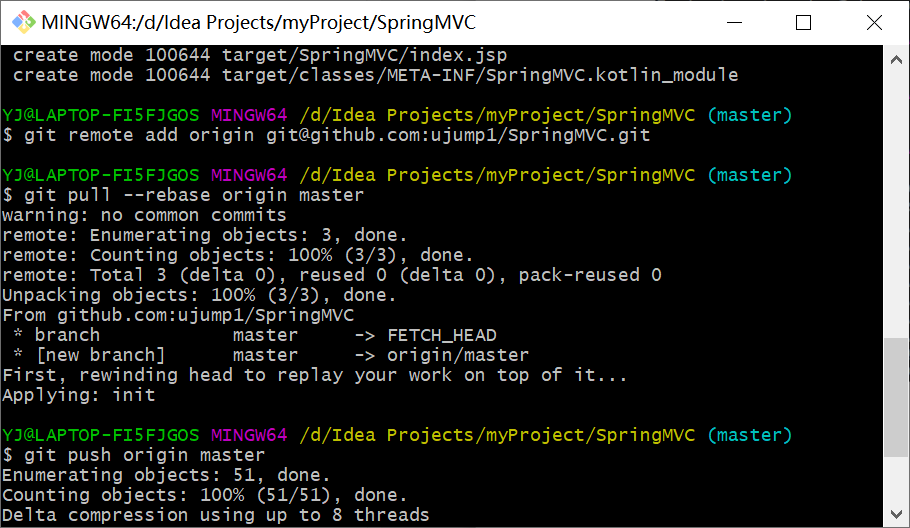 MINGW64:/d/Idea Projects/myProject/SpringMVC
create mode 100644 target/SpringMVC/index.jsp
create mode 100644 target/classes/META-INF/SpringMVC.kotlin_module
YJ@LAPTOP-FI5FJGOS MINGW64 /d/Idea Projects/myProject/SpringMVC (master)
$ git remote add origin git@github.com:ujump1/SpringMVC.git
YJ@LAPTOP-FI5FJGOS MINGW64 /d/Idea Projects/myProject/SpringMVC (master)
$ git pull --rebase origin master
warning: no common commits
remote: Enumerating objects: 3, done.
remote: Counting objects: 100% (3/3), done.
remote: Total 3 (delta 0), reused 0 (delta 0), pack-reused 0
Unpacking objects: 100% (3/3), done.
From github.com:ujump1/SpringMVC
* branch            master     -> FETCH_HEAD
* [new branch]      master     -> origin/master
First, rewinding head to replay your work on top of it...
Applying: init
YJ@LAPTOP-FI5FJGOS MINGW64 /d/Idea Projects/myProject/SpringMVC (master)
$ git push origin master
Enumerating objects: 51, done.
Counting objects: 100% (51/51), done.
Delta compression using up to 8 threads